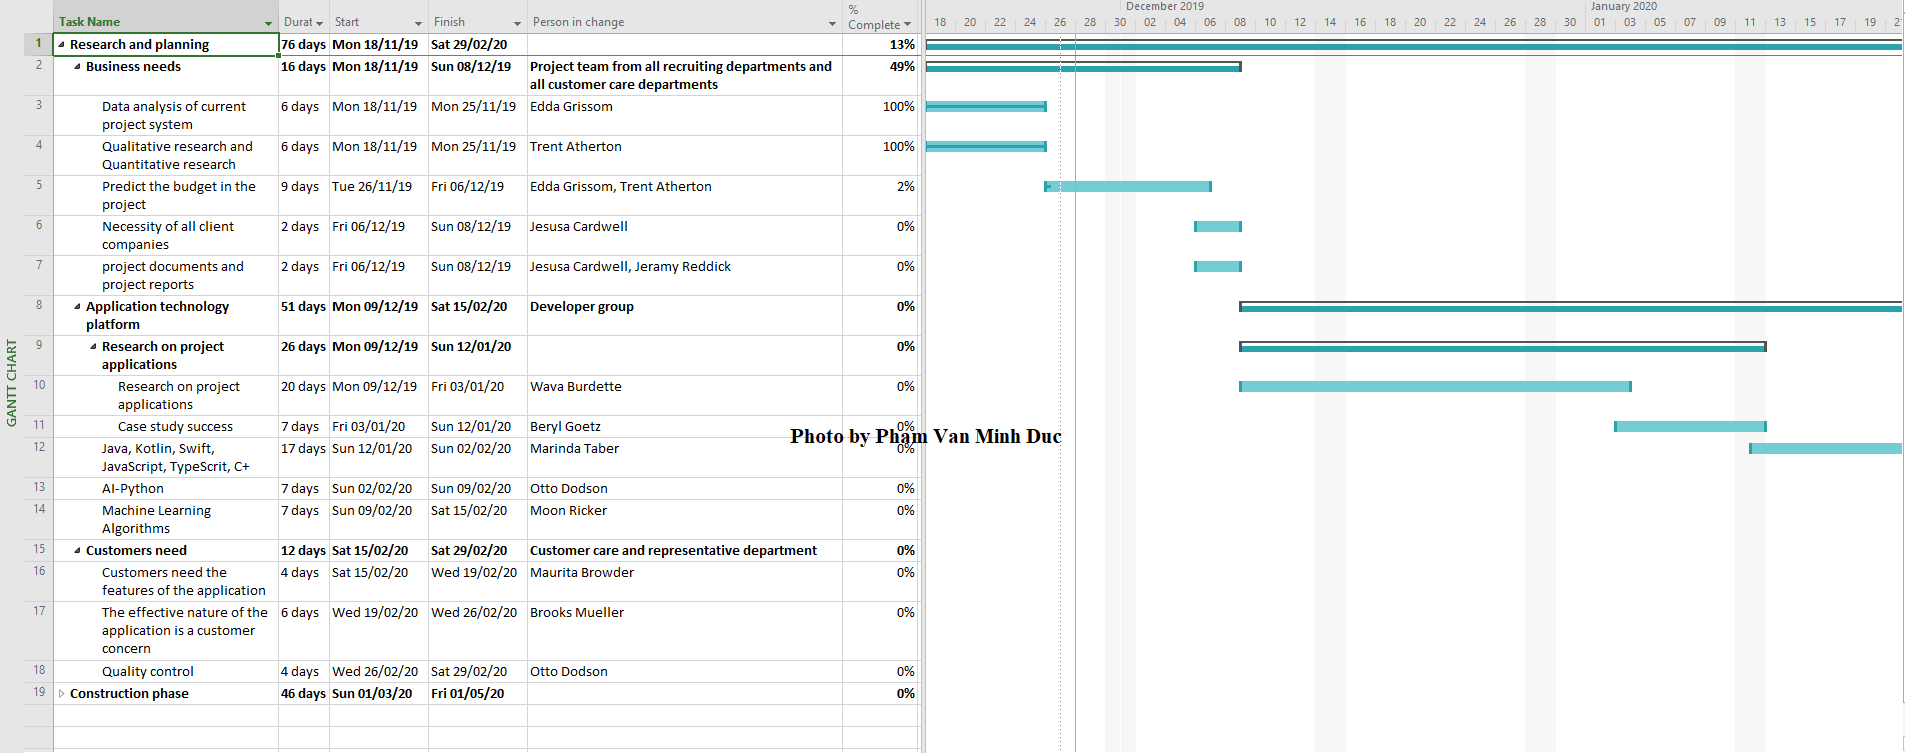 December 2019 January 2020
Task Name Durat Start Finish Person in change % Complete 18 20 22 24 26 28 30 02 04 06 08 10 12 14 16 18 20 22 24 26 28 30 01 03 05 07 09 11 13 15 17 19 21
1 Research and planning 76 days Mon 18/11/19 Sat 29/02/20 13%
2 Business needs 16 days Mon 18/11/19 Sun 08/12/19 Project team from all recruiting departments and 49%
all customer care departments
3 Data analysis of current 6 days Mon 18/11/19 Mon 25/11/19 Edda Grissom 100%
project system
4 Qualitative research and 6 days Mon 18/11/19 Mon 25/11/19 Trent Atherton 100%
Quantitative research
5 Predict the budget in the 9 days Tue 26/11/19 Fri 06/12/19 Edda Grissom, Trent Atherton 2%
project
6 Necessity of all client 2 days Fri 06/12/19 Sun 08/12/19 Jesusa Cardwell 0%
companies
7 project documents and 2 days Fri 06/12/19 Sun 08/12/19 Jesusa Cardwell, Jeramy Reddick 0%
project reports
8 Application technology 51 days Mon 09/12/19 Sat 15/02/20 Developer group 0%
platform
9 Research on project 26 days Mon 09/12/19 Sun 12/01/20 0%
applications
10 Research on project 20 days Mon 09/12/19 Fri 03/01/20 Wava Burdette 0%
applications
11 Case study success 7 days Fri 03/01/20 Sun 12/01/20 Beryl Goetz 0%
Photo by Pham Van Minh Duc
12 Java, Kotlin, Swift, 17 days Sun 12/01/20 Sun 02/02/20 Marinda Taber 0%
JavaScript, TypeScrit, C+
13 AI-Python 7 days Sun 02/02/20 Sun 09/02/20 Otto Dodson 0%
14 Machine Learning 7 days Sun 09/02/20 Sat 15/02/20 Moon Ricker 0%
Algorithms
15 Customers need 12 days Sat 15/02/20 Sat 29/02/20 Customer care and representative department 0%
16 Customers need the 4 days Sat 15/02/20 Wed 19/02/20 Maurita Browder 0%
features of the application
17 The effective nature of the 6 days Wed 19/02/20 Wed 26/02/20 Brooks Mueller 0%
application is a customer
concern
18 Quality control 4 days Wed 26/02/20 Sat 29/02/20 Otto Dodson 0%
19 Construction phase 46 days Sun 01/03/20 Fri 01/05/20 0%
GANTT CHART